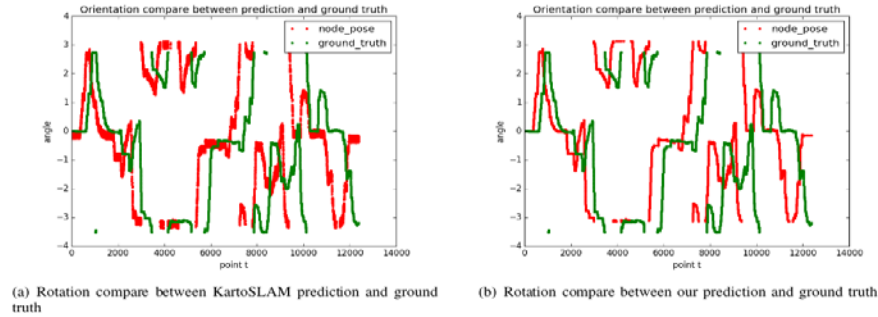 Orientation compare between prediction and ground truth
node_pose
ground_truth
angle
4
3
2
1
0
−1
−2
−3
−4
0 2000 4000 6000 8000 10000 12000 14000
point t
(a) Rotation compare between KartoSLAM prediction and ground
truth
Orientation compare between prediction and ground truth
node_pose
ground_truth
angle
4
3
2
1
0
−1
−2
−3
−4
0 2000 4000 6000 8000 10000 12000 14000
point t
(b) Rotation compare between our prediction and ground truth